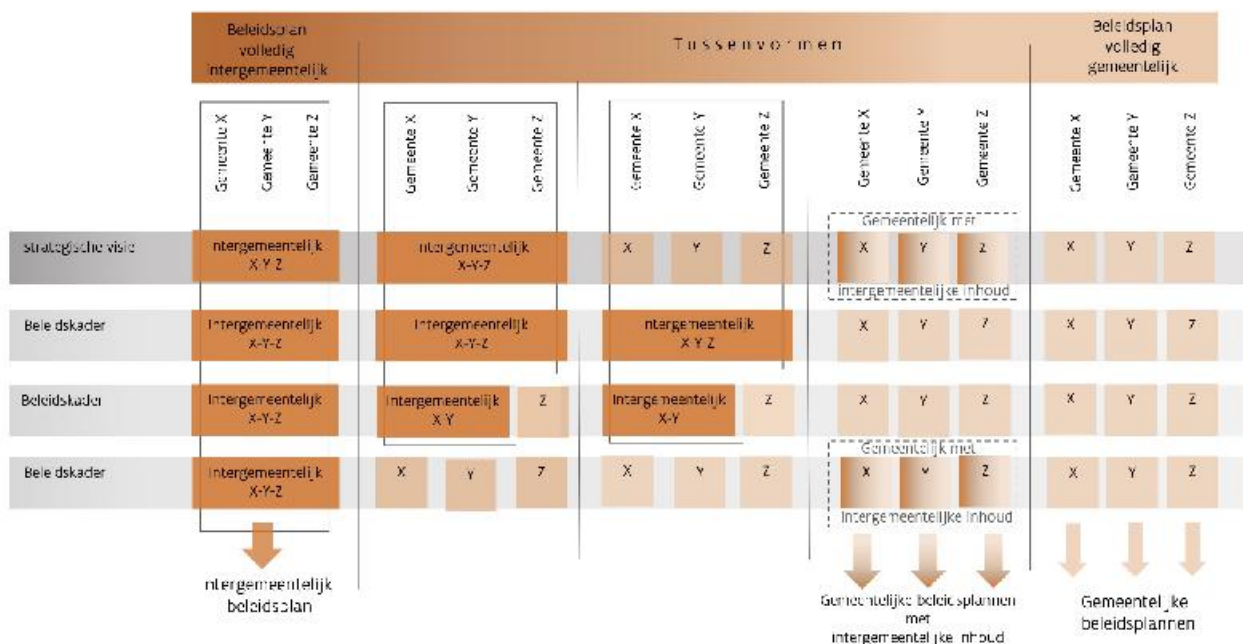 Beleidsplan
volledig
intergemeentelijk
Tussenvormen
Beleidsplan
volledig
gemeentelijk
Gemeente X
Gemeente Y
Gemeente Z
Gemeente X
Gemeente Y
Gemeente Z
Gemeente X
Gemeente Y
Gemeente Z
Gemeente X
Gemeente Y
Gemeente Z
Gemeente X
Gemeente Y
Gemeente Z
strategische visie
Intergemeentelijk
X-Y-Z
Intergemeentelijk
X-Y-Z
X Y Z
Gemeentelijk met
X Y Z
intergemeentelijke inhoud
X Y Z
Beleidskader
Intergemeentelijk
X-Y-Z
Intergemeentelijk
X-Y-Z
Intergemeentelijk
X-Y-Z
X Y Z
X Y Z
Beleidskader
Intergemeentelijk
X-Y-Z
Intergemeentelijk
X-Y
Z
Intergemeentelijk
X-Y
Z
X Y Z
X Y Z
Beleidskader
Intergemeentelijk
X-Y-Z
X Y Z
X Y Z
Gemeentelijk met
X Y Z
intergemeentelijke inhoud
X Y Z
Intergemeentelijk
beleidsplan
Gemeentelijke beleidsplannen
met
intergemeentelijke inhoud
Gemeentelijke
beleidsplannen